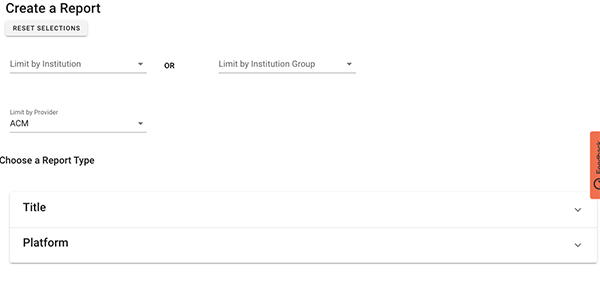 Create a Report
RESET SELECTIONS
Limit by Institution
OR
Limit by Institution Group
Limit by Provider
ACM
Feedback
Choose a Report Type
Title
Platform